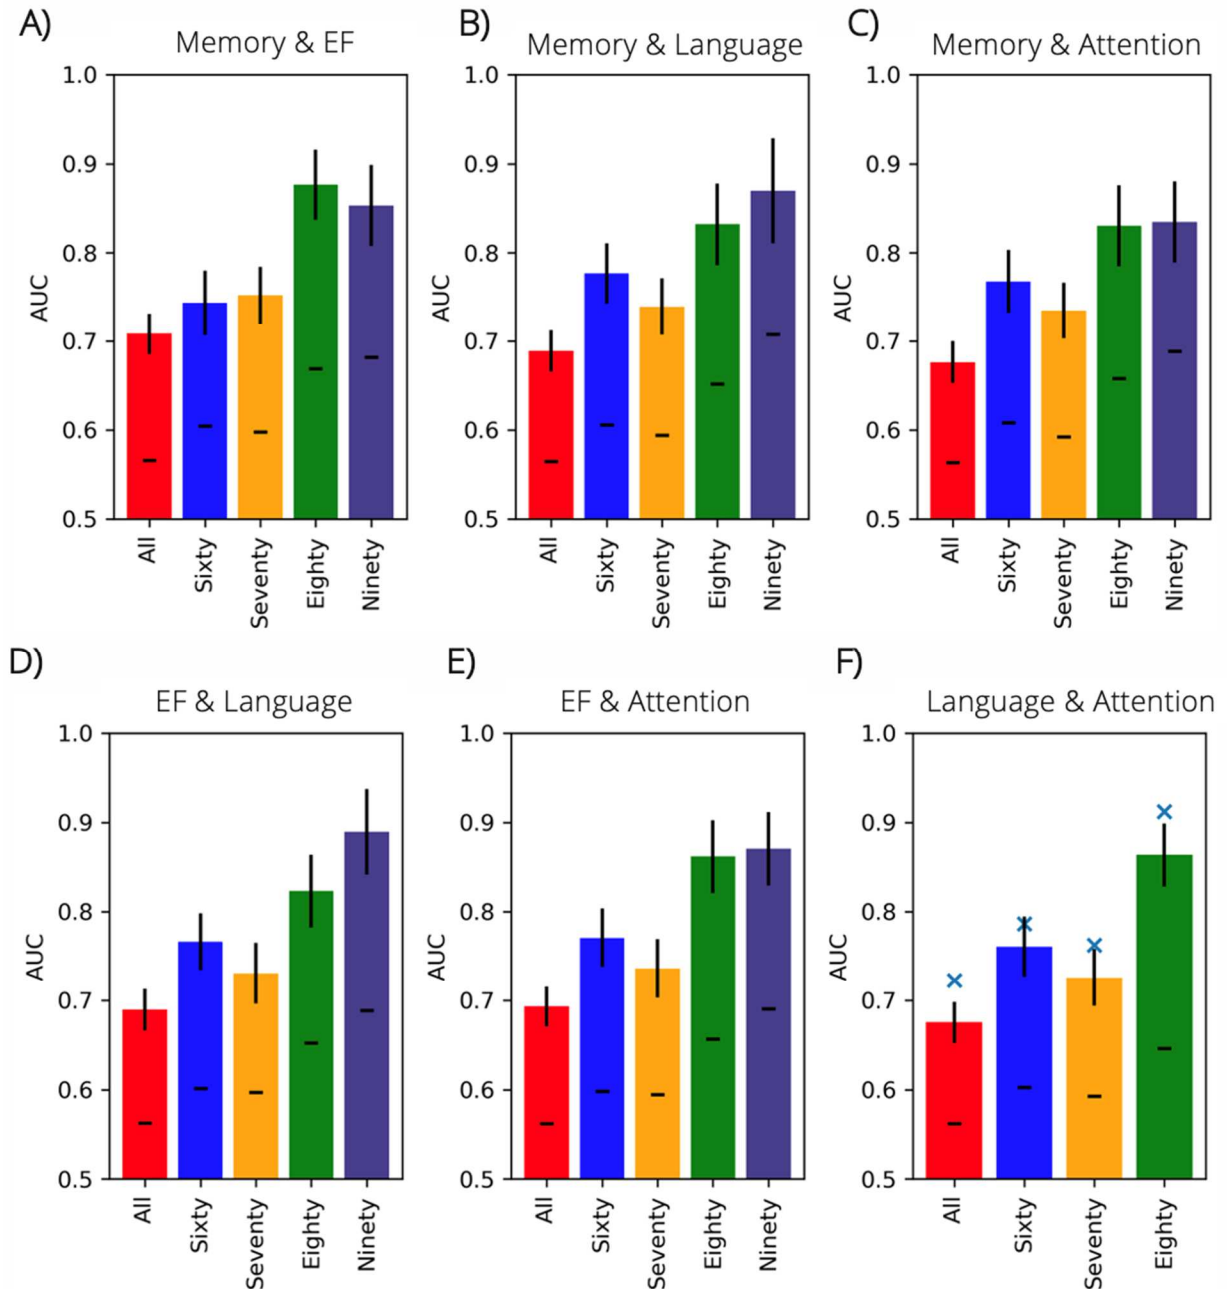 A)
Memory & EF
1.0
0.9
0.8
0.7
0.6
0.5
AUC
All
Sixty
Seventy
Eighty
Ninety
B)
Memory & Language
1.0
0.9
0.8
0.7
0.6
0.5
AUC
All
Sixty
Seventy
Eighty
Ninety
C)
Memory & Attention
1.0
0.9
0.8
0.7
0.6
0.5
AUC
All
Sixty
Seventy
Eighty
Ninety
D)
EF & Language
1.0
0.9
0.8
0.7
0.6
0.5
AUC
All
Sixty
Seventy
Eighty
Ninety
E)
EF & Attention
1.0
0.9
0.8
0.7
0.6
0.5
AUC
All
Sixty
Seventy
Eighty
Ninety
F)
Language & Attention
1.0
0.9
0.8
0.7
0.6
0.5
AUC
All
Sixty
Seventy
Eighty